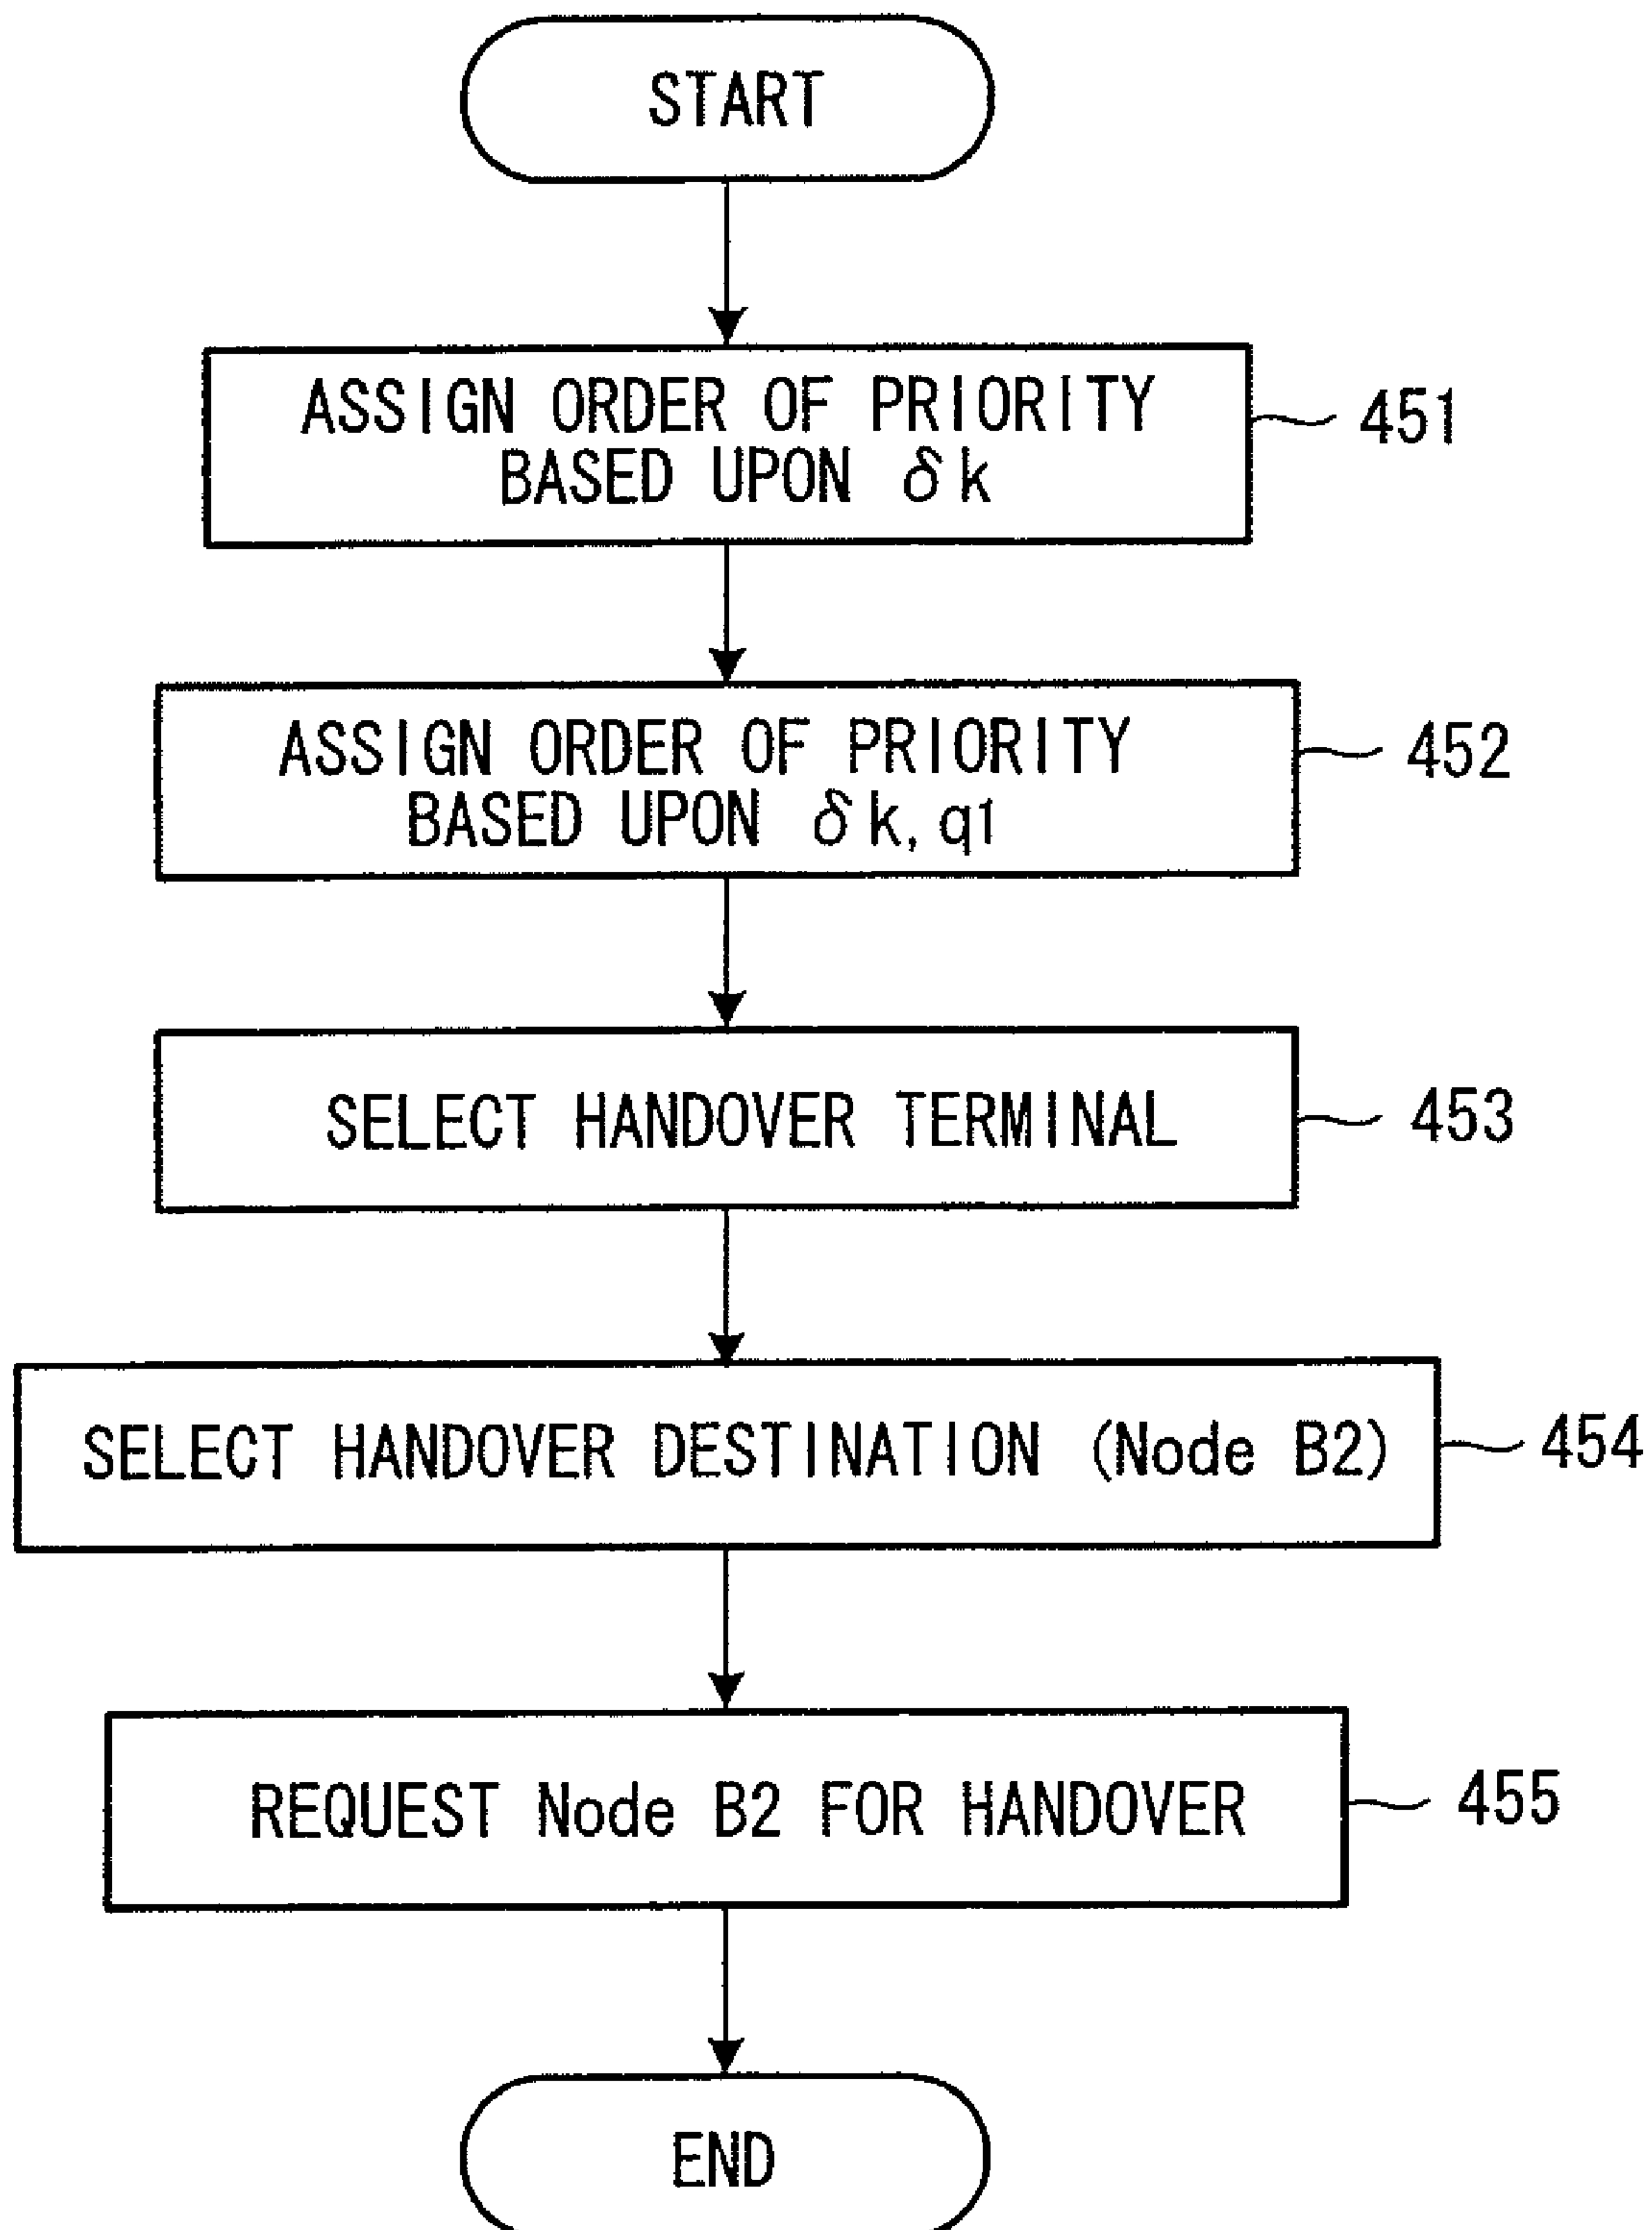 START
ASSIGN ORDER OF PRIORITY
BASED UPON δk
451
ASSIGN ORDER OF PRIORITY
BASED UPON δk, q1
452
SELECT HANDOVER TERMINAL
453
SELECT HANDOVER DESTINATION (Node B2)
454
REQUEST Node B2 FOR HANDOVER
455
END